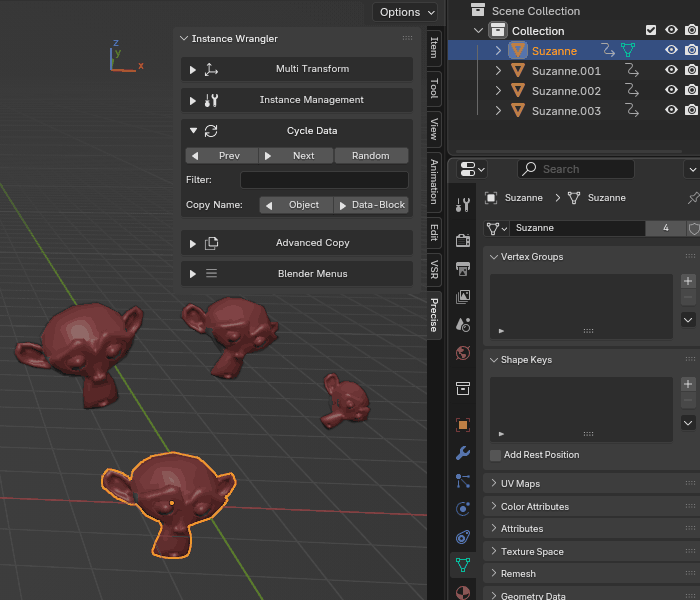 Options
Instance Wrangler
Multi Transform
Instance Management
Cycle Data
Prev
Next
Random
Filter:
Copy Name:
Object
Data-Block
Advanced Copy
Blender Menus
z
y
x
Item
Tool
View
Animation
Edit
VSR
Precise
Scene Collection
Collection
Suzanne
Suzanne.001
Suzanne.002
Suzanne.003
Search
Suzanne
Suzanne
Suzanne
4
Vertex Groups
Shape Keys
Add Rest Position
UV Maps
Color Attributes
Attributes
Texture Space
Remesh
Geometry Data